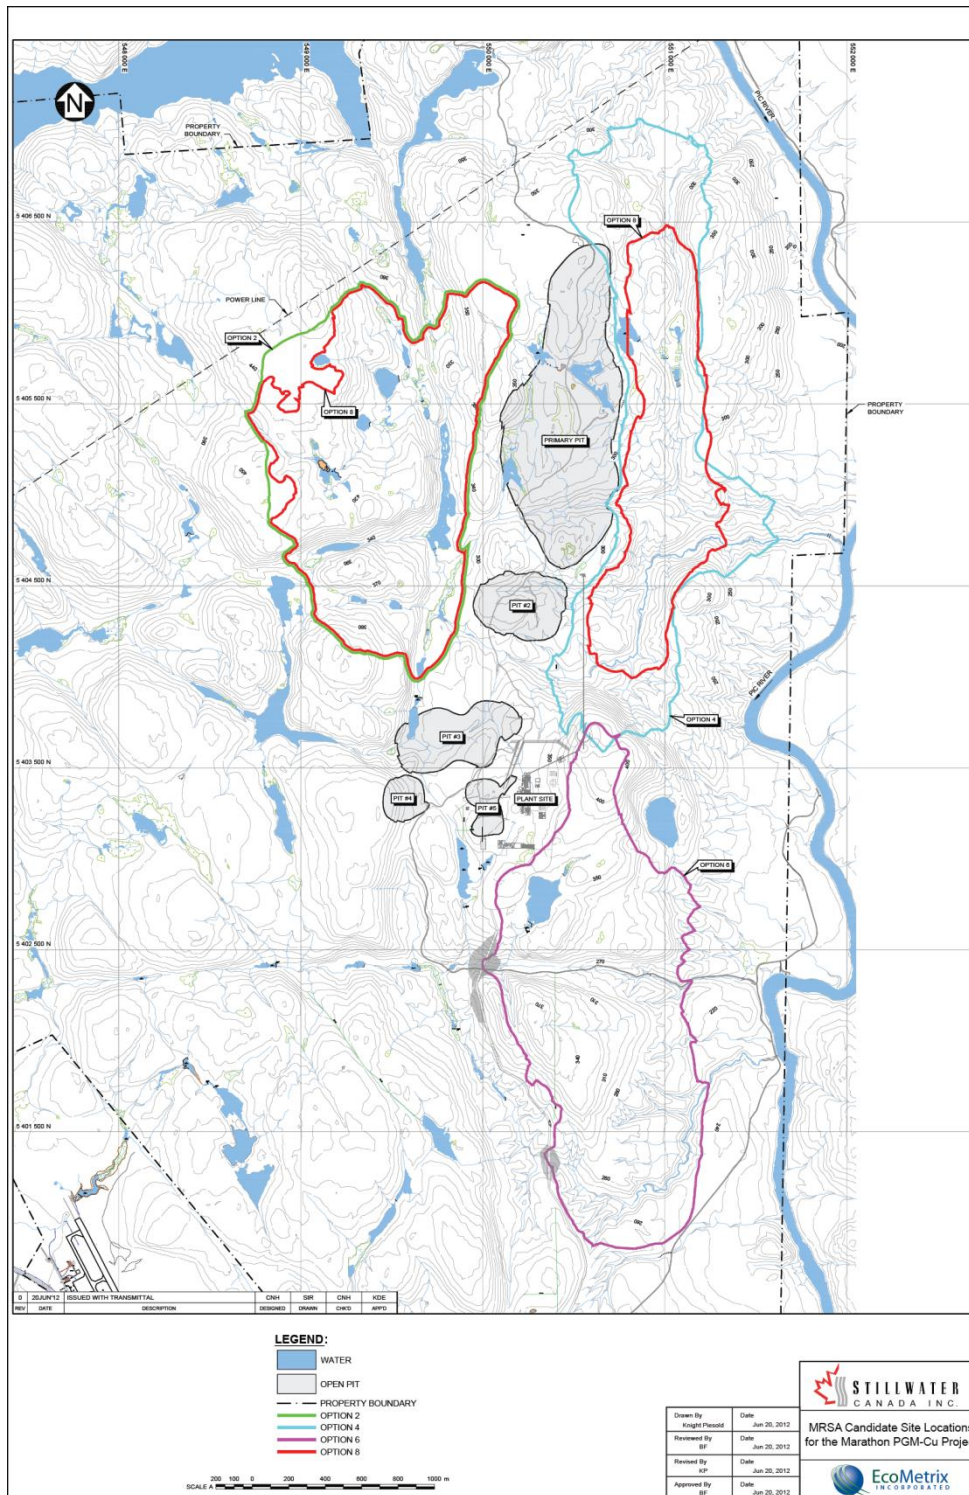 548 000 E
549 000 E
550 000 E
551 000 E
552 000 E
N
PROPERTY
BOUNDARY
PIC RIVER
5 406 500 N
OPTION 8
POWER LINE
OPTION 2
OPTION 8
5 405 500 N
PROPERTY
BOUNDARY
PRIMARY PIT
5 404 500 N
PIT #2
PIC RIVER
OPTION 4
PIT #3
5 403 500 N
PIT #4
PIT #5
PLANT SITE
OPTION 6
5 402 500 N
5 401 500 N
0 20JUN'12 ISSUED WITH TRANSMITTAL CNH SIR CNH KDE
REV DATE DESCRIPTION DESIGNED DRAWN CHK'D APP'D
LEGEND:
WATER
OPEN PIT
PROPERTY BOUNDARY
OPTION 2
OPTION 4
OPTION 6
OPTION 8
200 100 0 200 400 600 800 1000 m
SCALE A
Drawn By Date
Knight Piesold Jun 20, 2012
Reviewed By Date
BF Jun 20, 2012
Revised By Date
KP Jun 20, 2012
Approved By Date
BF Jun 20, 2012
STILLWATER
CANADA INC.
MRSA Candidate Site Locations
for the Marathon PGM-Cu Projec
EcoMetrix
INCORPORATED